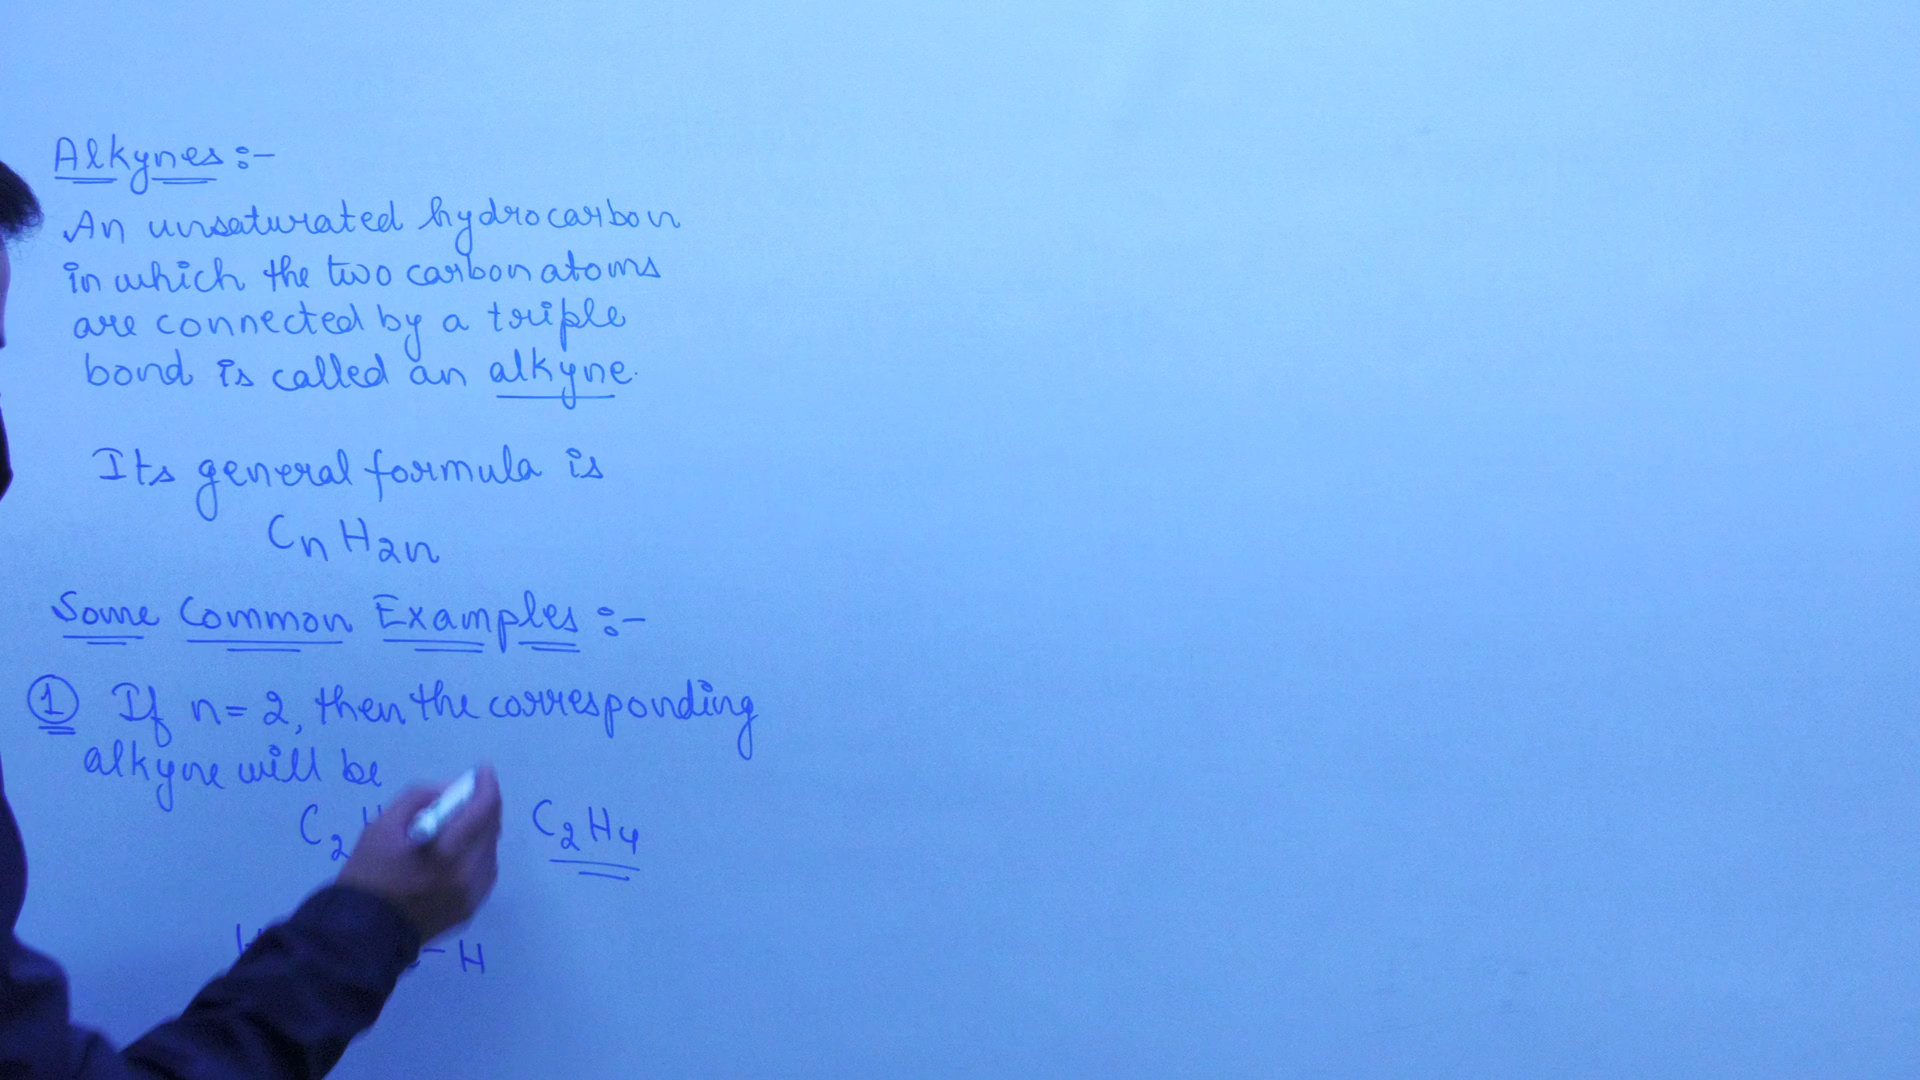 Alkynes :-
An unsaturated hydrocarbon
in which the two carbon atoms
are connected by a triple
bond is called an alkyne.
Its general formula is
CnH2n
Some Common Examples :-
① If n=2, then the corresponding
alkyne will be
C2 C2H4
- H